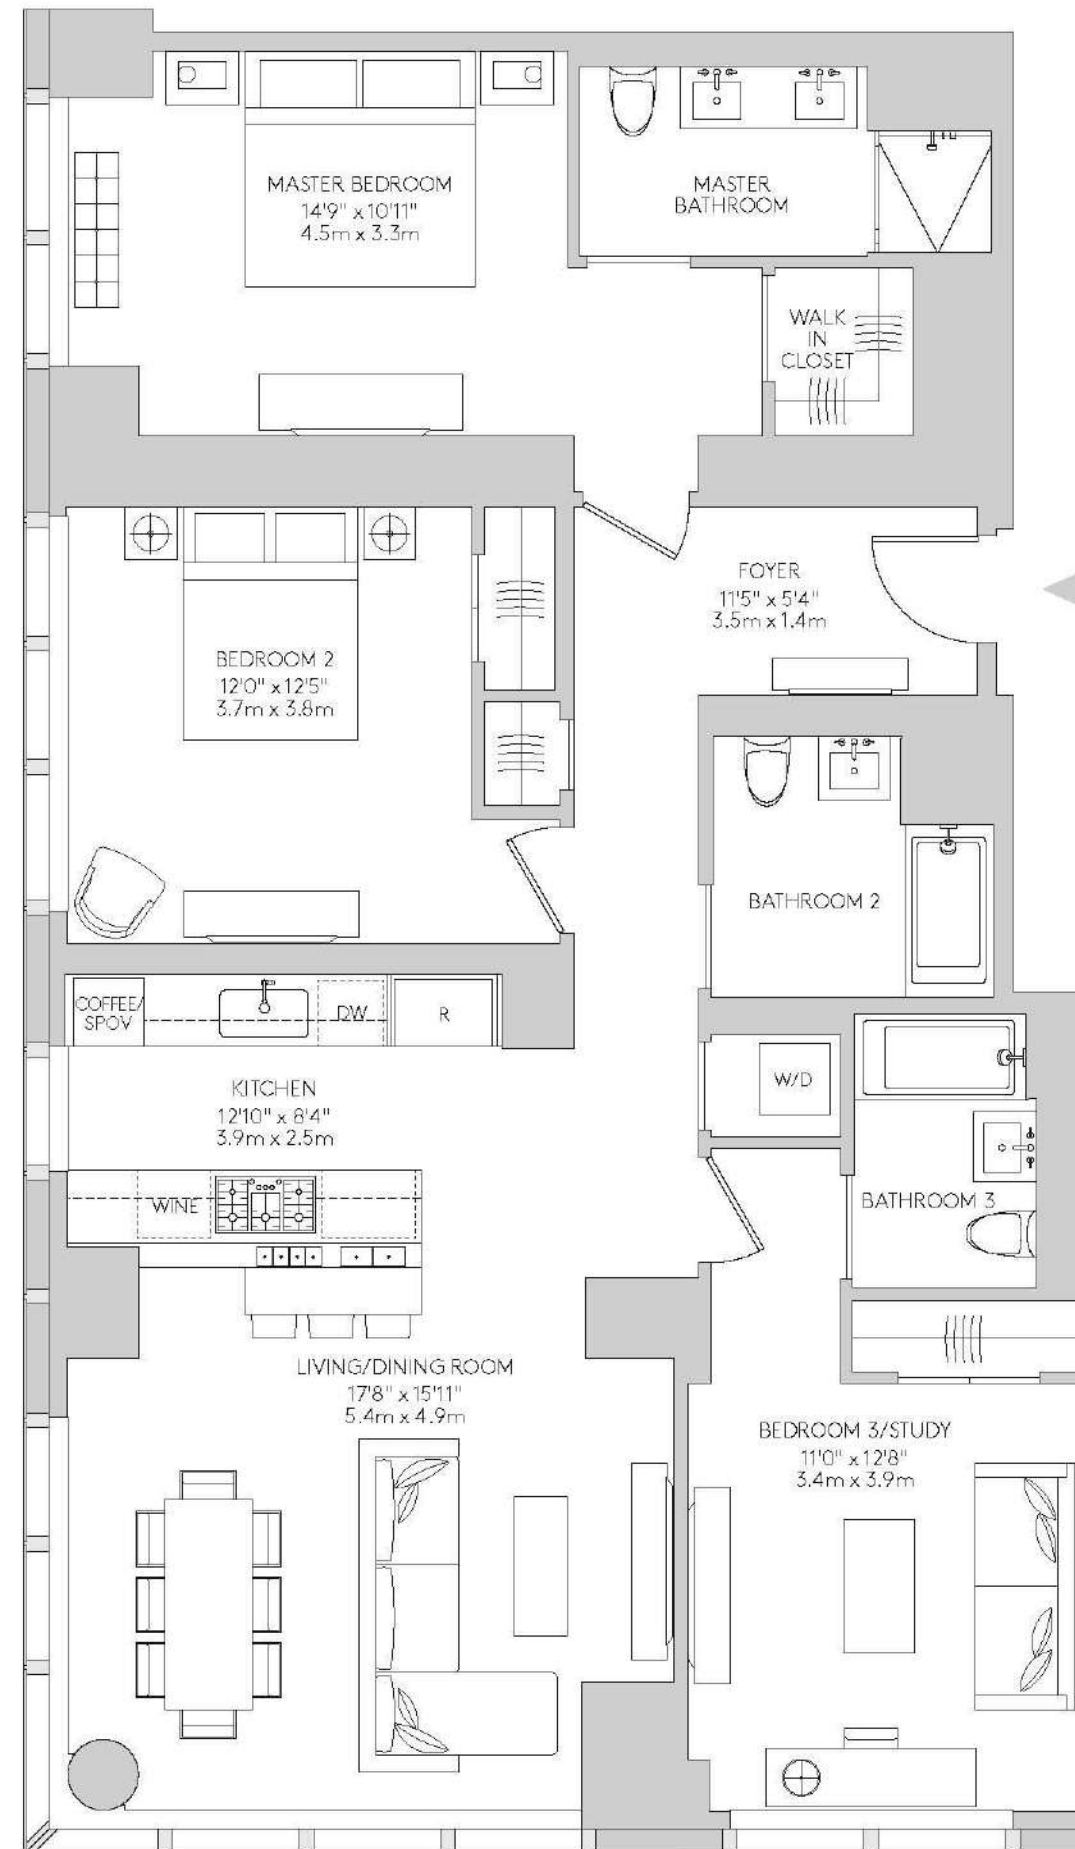 MASTER BEDROOM
14'9" x 10'11"
4.5m x 3.3m
MASTER
BATHROOM
WALK
IN
CLOSET
FOYER
11'5" x 5'4"
3.5m x 1.4m
BEDROOM 2
12'0" x 12'5"
3.7m x 3.8m
BATHROOM 2
COFFEE/
SPOV
DW
R
KITCHEN
12'10" x 8'4"
3.9m x 2.5m
W/D
WINE
BATHROOM 3
LIVING/DINING ROOM
17'8" x 15'11"
5.4m x 4.9m
BEDROOM 3/STUDY
11'0" x 12'8"
3.4m x 3.9m